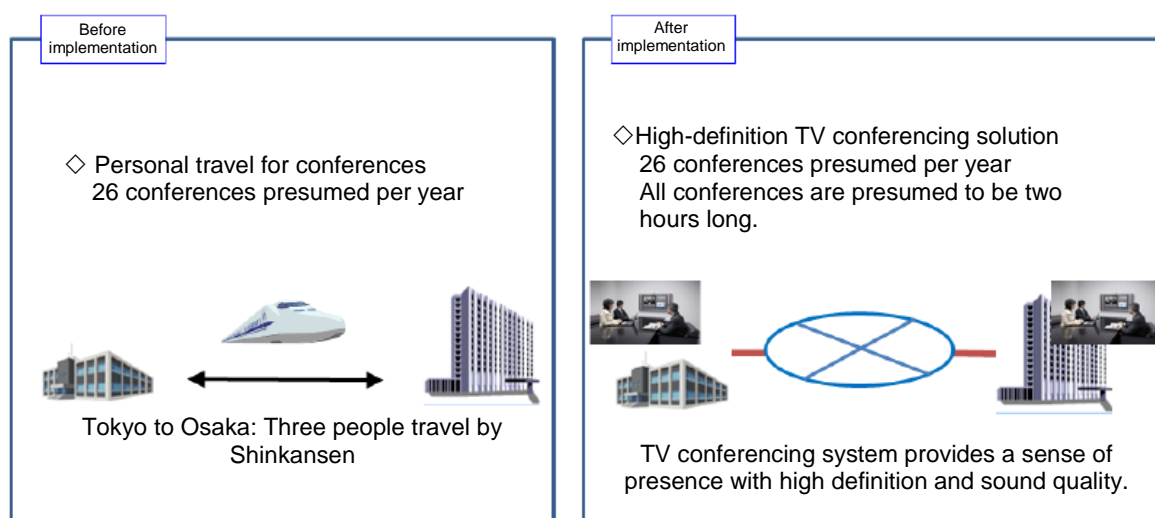 Before
implementation
◇ Personal travel for conferences
26 conferences presumed per year
Tokyo to Osaka: Three people travel by
Shinkansen
After
implementation
◇High-definition TV conferencing solution
26 conferences presumed per year
All conferences are presumed to be two
hours long.
TV conferencing system provides a sense of
presence with high definition and sound quality.